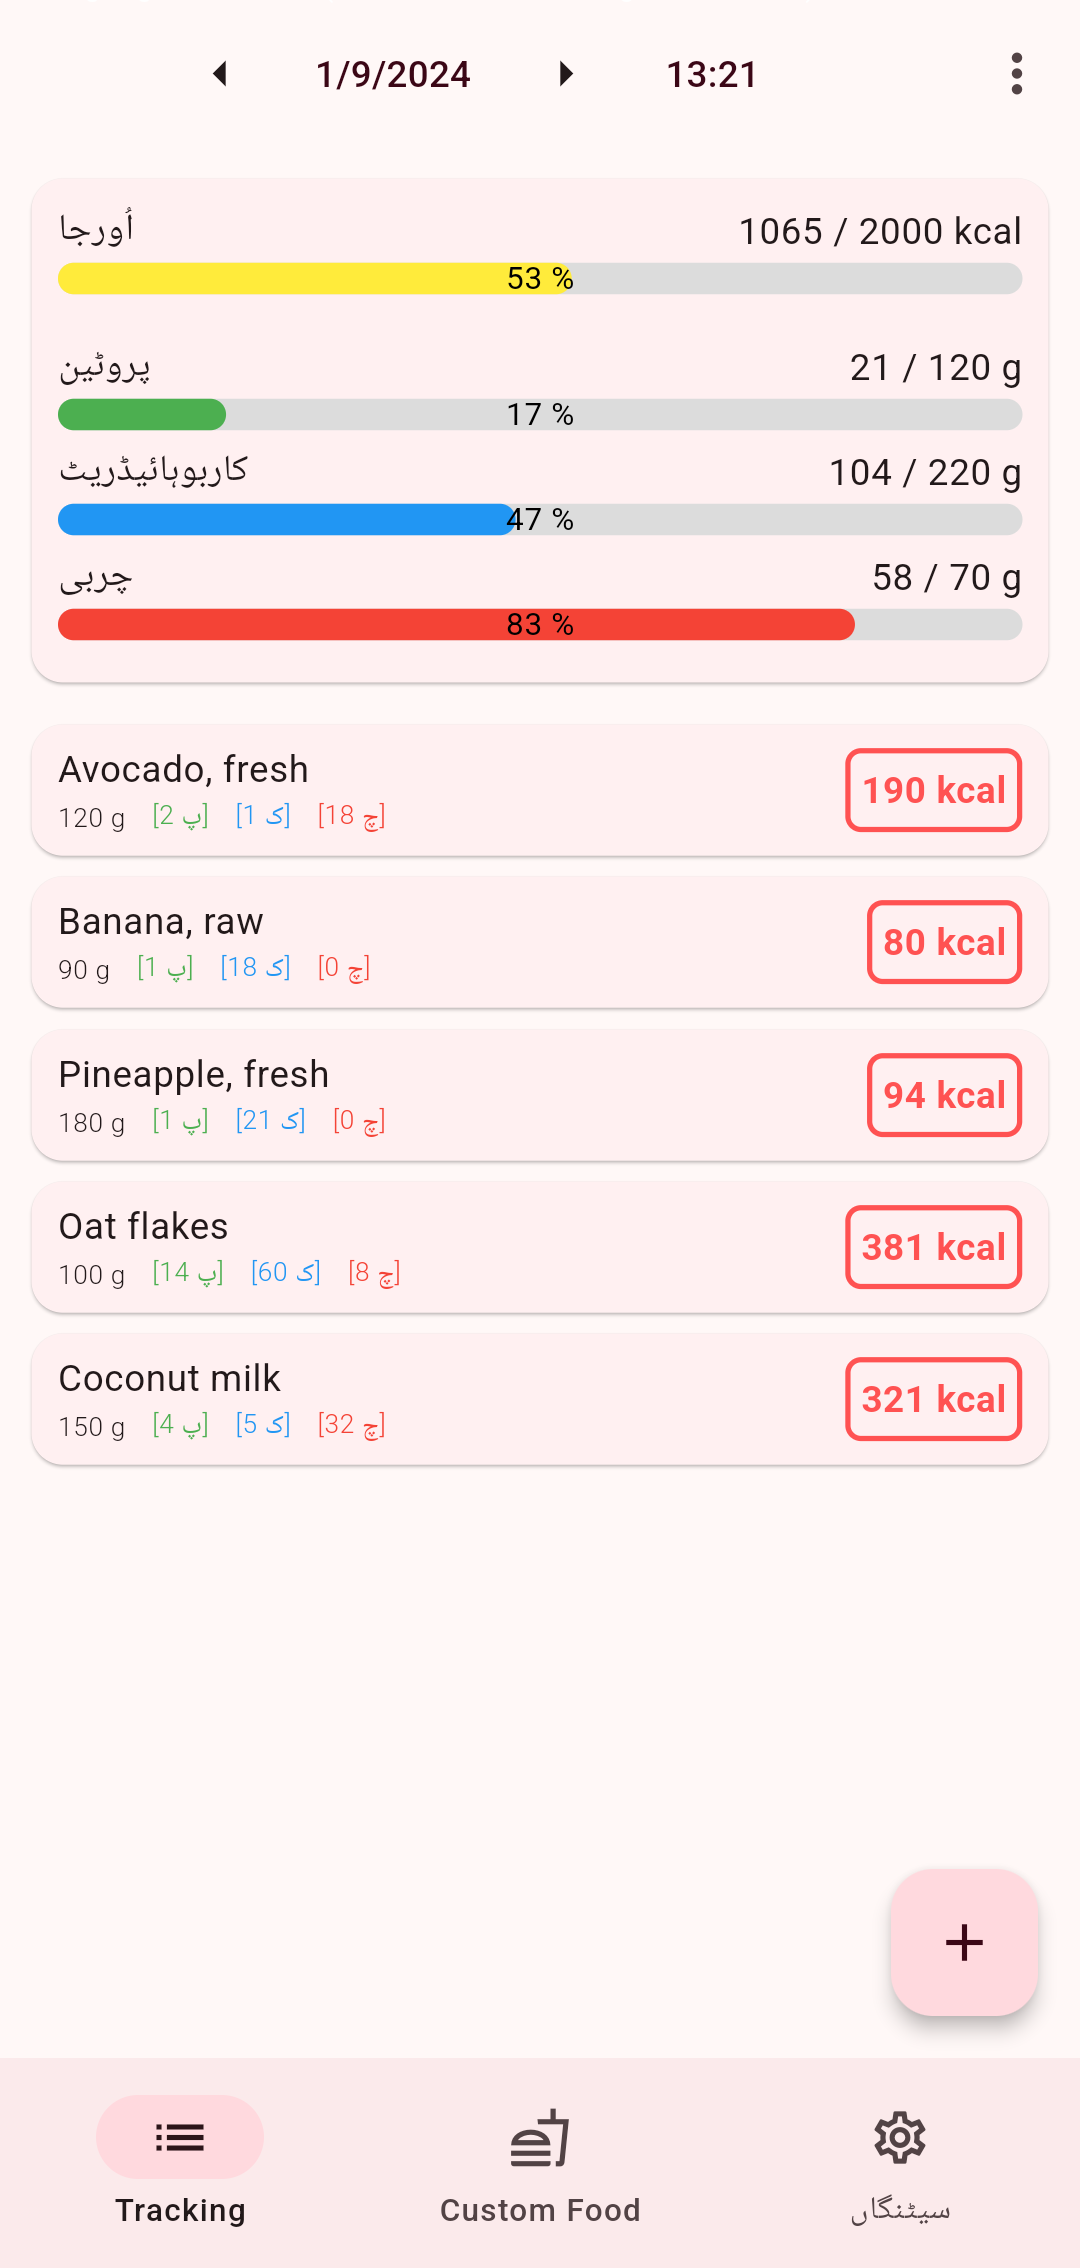 1/9/2024 13:21
اُورجا 1065 / 2000 kcal
53 %
پروٹین 21 / 120 g
17 %
کاربوہائیڈریٹ 104 / 220 g
47 %
چربی 58 / 70 g
83 %
Avocado, fresh
120 g [2 پ] [1 ک] [18 چ]
190 kcal
Banana, raw
90 g [1 پ] [18 ک] [0 چ]
80 kcal
Pineapple, fresh
180 g [1 پ] [21 ک] [0 چ]
94 kcal
Oat flakes
100 g [14 پ] [60 ک] [8 چ]
381 kcal
Coconut milk
150 g [4 پ] [5 ک] [32 چ]
321 kcal
Tracking Custom Food سیٹنگاں